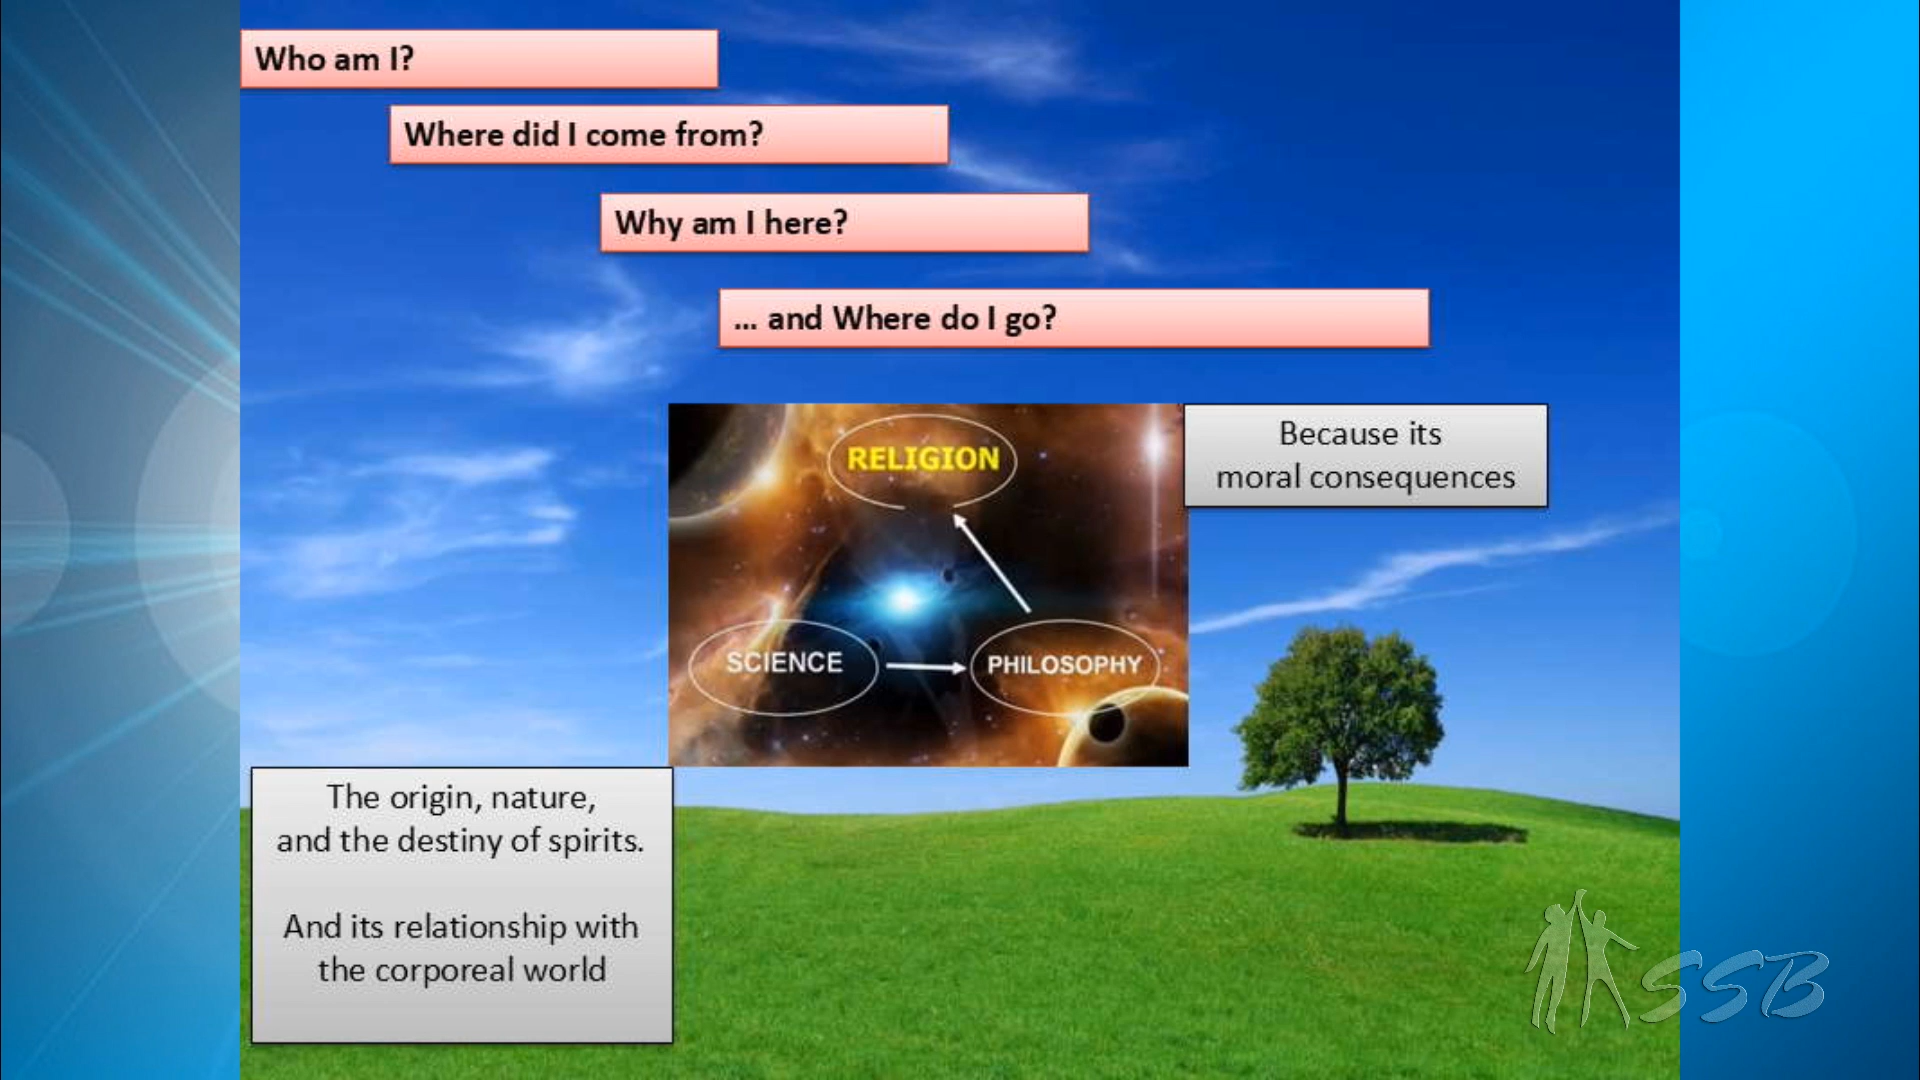 Who am I?
Where did I come from?
Why am I here?
... and Where do I go?
RELIGION
Because its
moral consequences
SCIENCE
PHILOSOPHY
The origin, nature,
and the destiny of spirits.
And its relationship with
the corporeal world
SSB